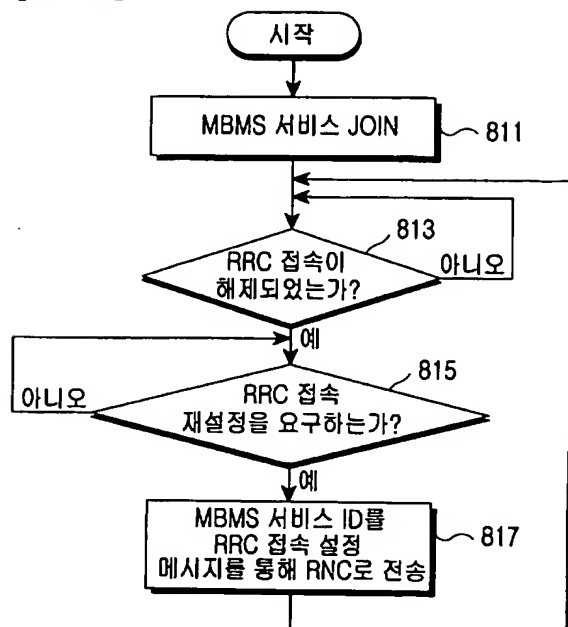 시작
MBMS 서비스 JOIN
811
813
RRC 접속이
해제되었는가?
아니오
예
815
RRC 접속
재설정을 요구하는가?
아니오
예
MBMS 서비스 ID를
RRC 접속 설정
메시지를 통해 RNC로 전송
817